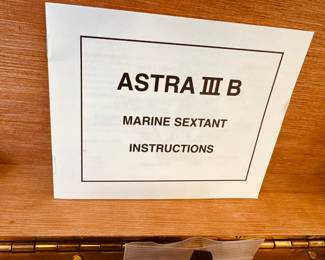 ASTRA III B
MARINE SEXTANT
INSTRUCTIONS